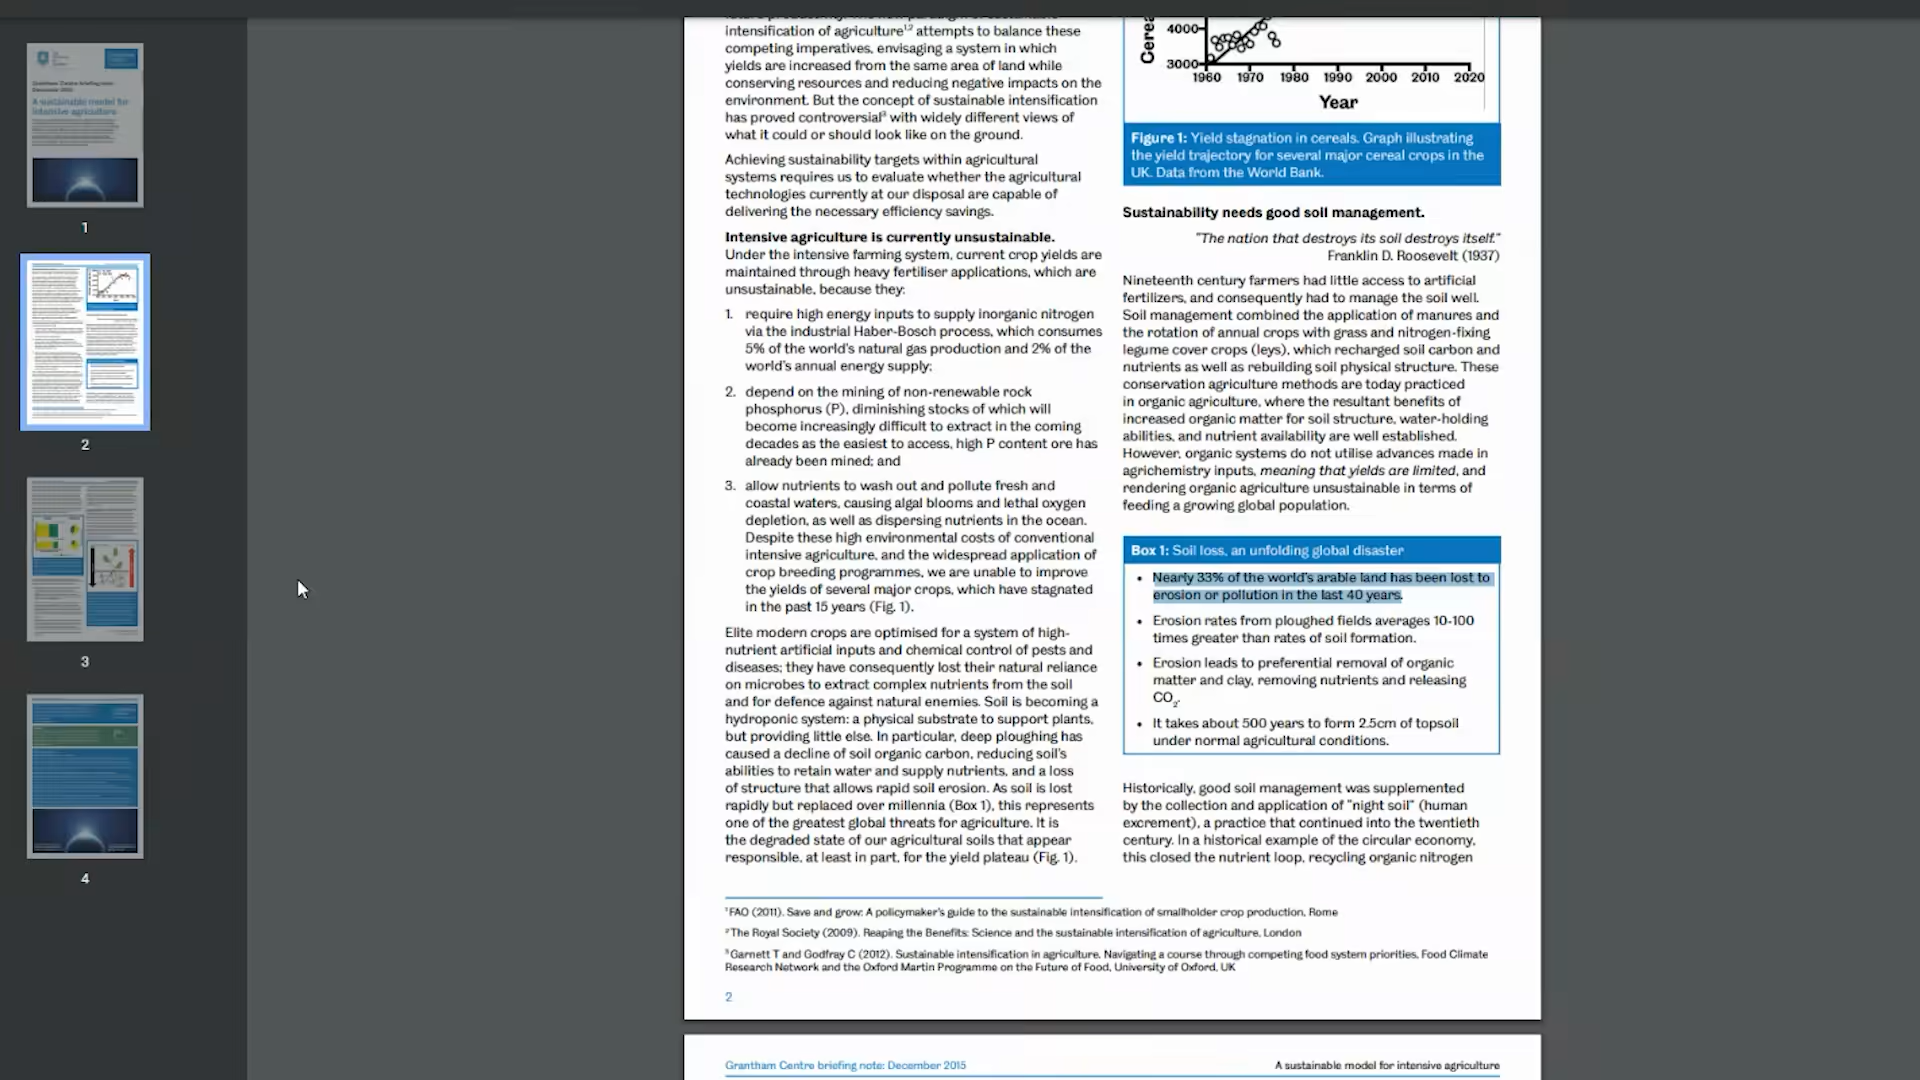 intensification of agriculture1,2 attempts to balance these
competing imperatives, envisaging a system in which
yields are increased from the same area of land while
conserving resources and reducing negative impacts on the
environment. But the concept of sustainable intensification
has proved controversial3 with widely different views of
what it could or should look like on the ground.
Achieving sustainability targets within agricultural
systems requires us to evaluate whether the agricultural
technologies currently at our disposal are capable of
delivering the necessary efficiency savings.
Intensive agriculture is currently unsustainable.
Under the intensive farming system, current crop yields are
maintained through heavy fertiliser applications, which are
unsustainable, because they:
1. require high energy inputs to supply inorganic nitrogen
via the industrial Haber-Bosch process, which consumes
5% of the world's natural gas production and 2% of the
world's annual energy supply;
2. depend on the mining of non-renewable rock
phosphorus (P), diminishing stocks of which will
become increasingly difficult to extract in the coming
decades as the easiest to access, high P content ore has
already been mined; and
3. allow nutrients to wash out and pollute fresh and
coastal waters, causing algal blooms and lethal oxygen
depletion, as well as dispersing nutrients in the ocean.
Despite these high environmental costs of conventional
intensive agriculture, and the widespread application of
crop breeding programmes, we are unable to improve
the yields of several major crops, which have stagnated
in the past 15 years (Fig. 1).
Elite modern crops are optimised for a system of high-
nutrient artificial inputs and chemical control of pests and
diseases; they have consequently lost their natural reliance
on microbes to extract complex nutrients from the soil
and for defence against natural enemies. Soil is becoming a
hydroponic system: a physical substrate to support plants,
but providing little else. In particular, deep ploughing has
caused a decline of soil organic carbon, reducing soil's
abilities to retain water and supply nutrients, and a loss
of structure that allows rapid soil erosion. As soil is lost
rapidly but replaced over millennia (Box 1), this represents
one of the greatest global threats for agriculture. It is
the degraded state of our agricultural soils that appear
responsible, at least in part, for the yield plateau (Fig. 1).
4000
3000
1960 1970 1980 1990 2000 2010 2020
Year
Figure 1: Yield stagnation in cereals. Graph illustrating
the yield trajectory for several major cereal crops in the
UK. Data from the World Bank.
Sustainability needs good soil management.
"The nation that destroys its soil destroys itself."
Franklin D. Roosevelt (1937)
Nineteenth century farmers had little access to artificial
fertilizers, and consequently had to manage the soil well.
Soil management combined the application of manures and
the rotation of annual crops with grass and nitrogen-fixing
legume cover crops (leys), which recharged soil carbon and
nutrients as well as rebuilding soil physical structure. These
conservation agriculture methods are today practiced
in organic agriculture, where the resultant benefits of
increased organic matter for soil structure, water-holding
abilities, and nutrient availability are well established.
However, organic systems do not utilise advances made in
agrichemistry inputs, meaning that yields are limited, and
rendering organic agriculture unsustainable in terms of
feeding a growing global population.
Box 1: Soil loss, an unfolding global disaster
• Nearly 33% of the world's arable land has been lost to
erosion or pollution in the last 40 years.
• Erosion rates from ploughed fields averages 10-100
times greater than rates of soil formation.
• Erosion leads to preferential removal of organic
matter and clay, removing nutrients and releasing
CO2.
• It takes about 500 years to form 2.5cm of topsoil
under normal agricultural conditions.
Historically, good soil management was supplemented
by the collection and application of "night soil" (human
excrement), a practice that continued into the twentieth
century. In a historical example of the circular economy,
this closed the nutrient loop, recycling organic nitrogen
1 FAO (2011). Save and grow: A policymaker's guide to the sustainable intensification of smallholder crop production, Rome
2 The Royal Society (2009). Reaping the Benefits: Science and the sustainable intensification of agriculture, London
3 Garnett T and Godfray C (2012). Sustainable intensification in agriculture. Navigating a course through competing food system priorities, Food Climate
Research Network and the Oxford Martin Programme on the Future of Food, University of Oxford, UK
2
Grantham Centre briefing note: December 2015
A sustainable model for intensive agriculture
A sustainable model for
intensive agriculture
1
2
3
4